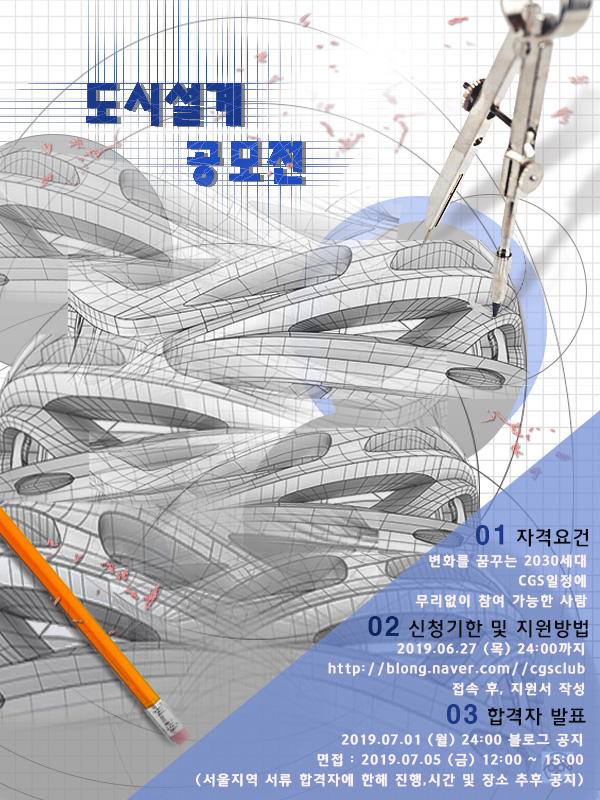 도시설계
공모전
01 자격요건
변화를 꿈꾸는 2030세대
CGS일정에
무리없이 참여 가능한 사람
02 신청기한 및 지원방법
2019.06.27 (목) 24:00까지
http://blong.naver.com//cgsclub
접속 후, 지원서 작성
03 합격자 발표
2019.07.01 (월) 24:00 블로그 공지
면접 : 2019.07.05 (금) 12:00 ~ 15:00
(서울지역 서류 합격자에 한해 진행,시간 및 장소 추후 공지)